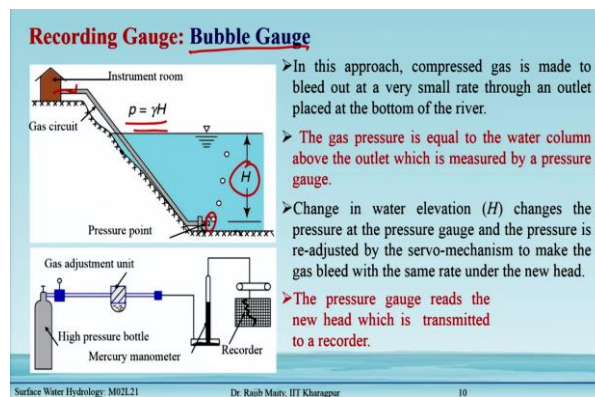 Recording Gauge: Bubble Gauge
Instrument room
Gas circuit
p = γH
H
Pressure point
Gas adjustment unit
High pressure bottle
Mercury manometer
Recorder
➢In this approach, compressed gas is made to
bleed out at a very small rate through an outlet
placed at the bottom of the river.
➢ The gas pressure is equal to the water column
above the outlet which is measured by a pressure
gauge.
➢Change in water elevation (H) changes the
pressure at the pressure gauge and the pressure is
re-adjusted by the servo-mechanism to make the
gas bleed with the same rate under the new head.
➢The pressure gauge reads the
new head which is transmitted
to a recorder.
Surface Water Hydrology: M02L21
Dr. Rajib Maity, IIT Kharagpur
10